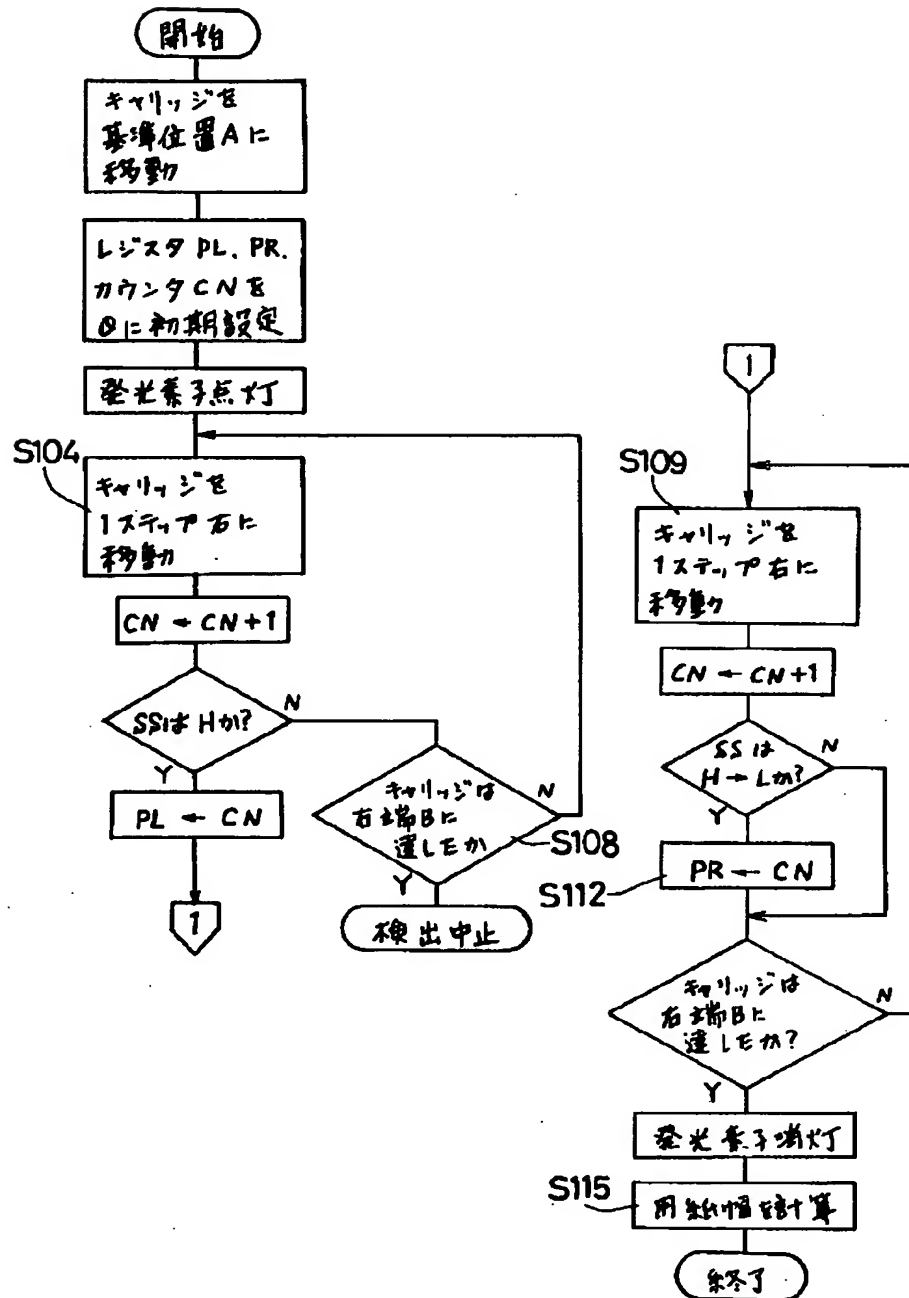 開始
キャリッジを
基準位置Aに
移動
レジスタ PL、PR、
カウンタCNを
0に初期設定
発光素子点灯
S104
キャリッジを
1ステップ右に
移動
CN ← CN+1
SSはHか?
N
Y
PL ← CN
1
キャリッジは
右端Bに
達したか
N
S108
Y
検出中止
1
S109
キャリッジを
1ステップ右に
移動
CN ← CN+1
SSは
H→Lか?
N
Y
PR ← CN
S112
キャリッジは
右端Bに
達したか?
N
Y
発光素子消灯
S115
用紙幅を計算
終了